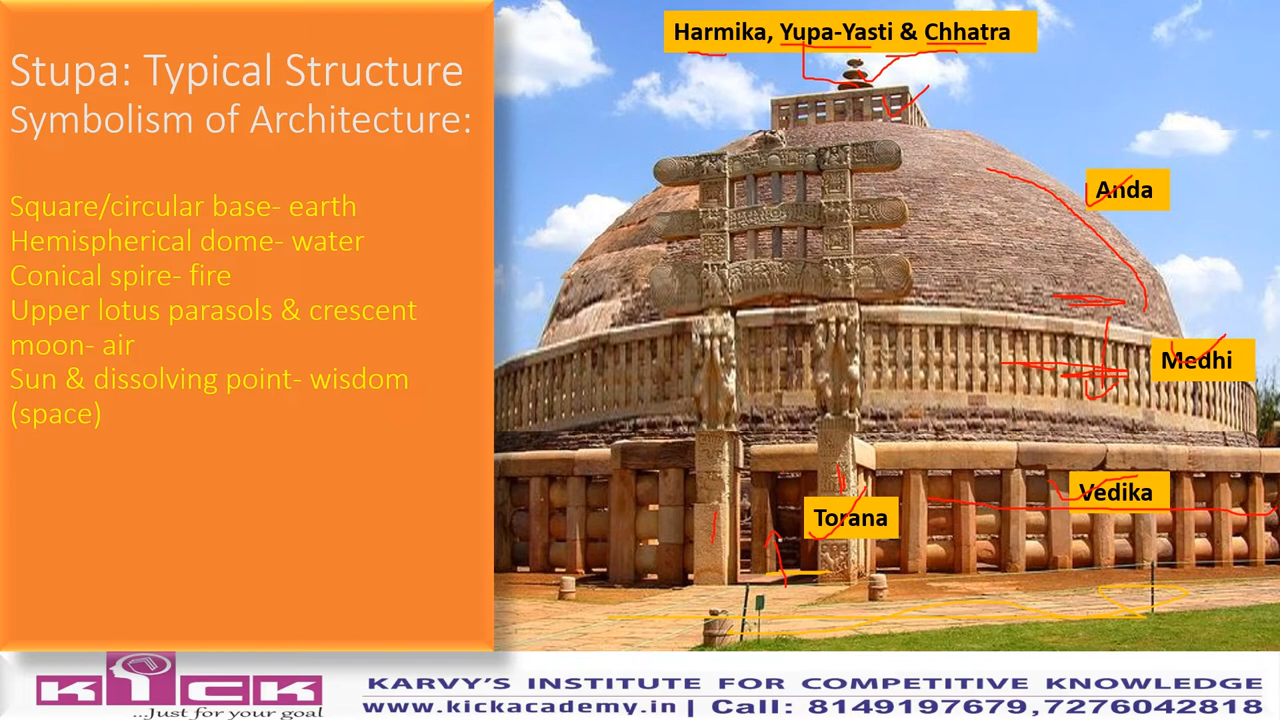 Stupa: Typical Structure
Symbolism of Architecture:
Square/circular base- earth
Hemispherical dome- water
Conical spire- fire
Upper lotus parasols & crescent
moon- air
Sun & dissolving point- wisdom
(space)
Harmika, Yupa-Yasti & Chhatra
Anda
Medhi
Vedika
Torana
KICK
...Just for your goal
KARVY'S INSTITUTE FOR COMPETITIVE KNOWLEDGE
www.kickacademy.in | Call: 8149197679,7276042818